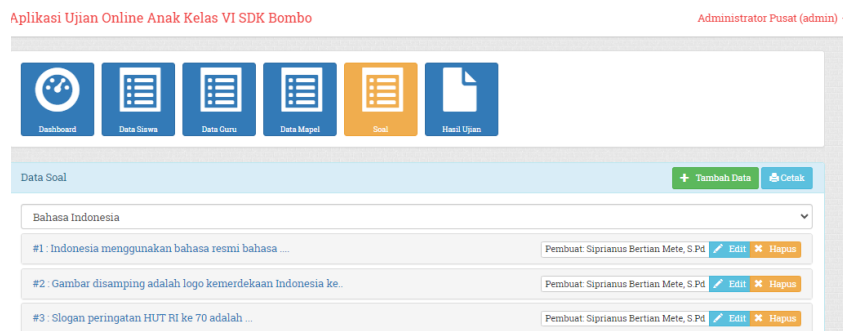 Aplikasi Ujian Online Anak Kelas VI SDK Bombo
Administrator Pusat (admin)
Dashboard
Data Siswa
Data Guru
Data Mapel
Soal
Hasil Ujian
Data Soal
Tambah Data
Cetak
Bahasa Indonesia
#1 : Indonesia menggunakan bahasa resmi bahasa .... Pembuat: Siprianus Bertian Mete, S.Pd Edit Hapus
#2 : Gambar disamping adalah logo kemerdekaan Indonesia ke.. Pembuat: Siprianus Bertian Mete, S.Pd Edit Hapus
#3 : Slogan peringatan HUT RI ke 70 adalah ... Pembuat: Siprianus Bertian Mete, S.Pd Edit Hapus